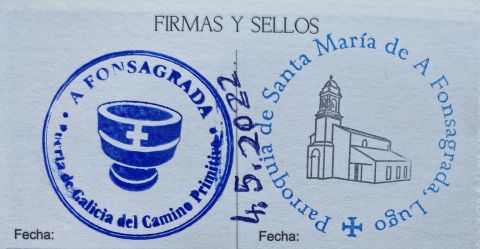 FIRMAS Y SELLOS
A FONSAGRADA
Puerta de Galicia del Camino Primitivo
4.5.2022
Parroquia de Santa María de A Fonsagrada. Lugo
Fecha:
Fecha: